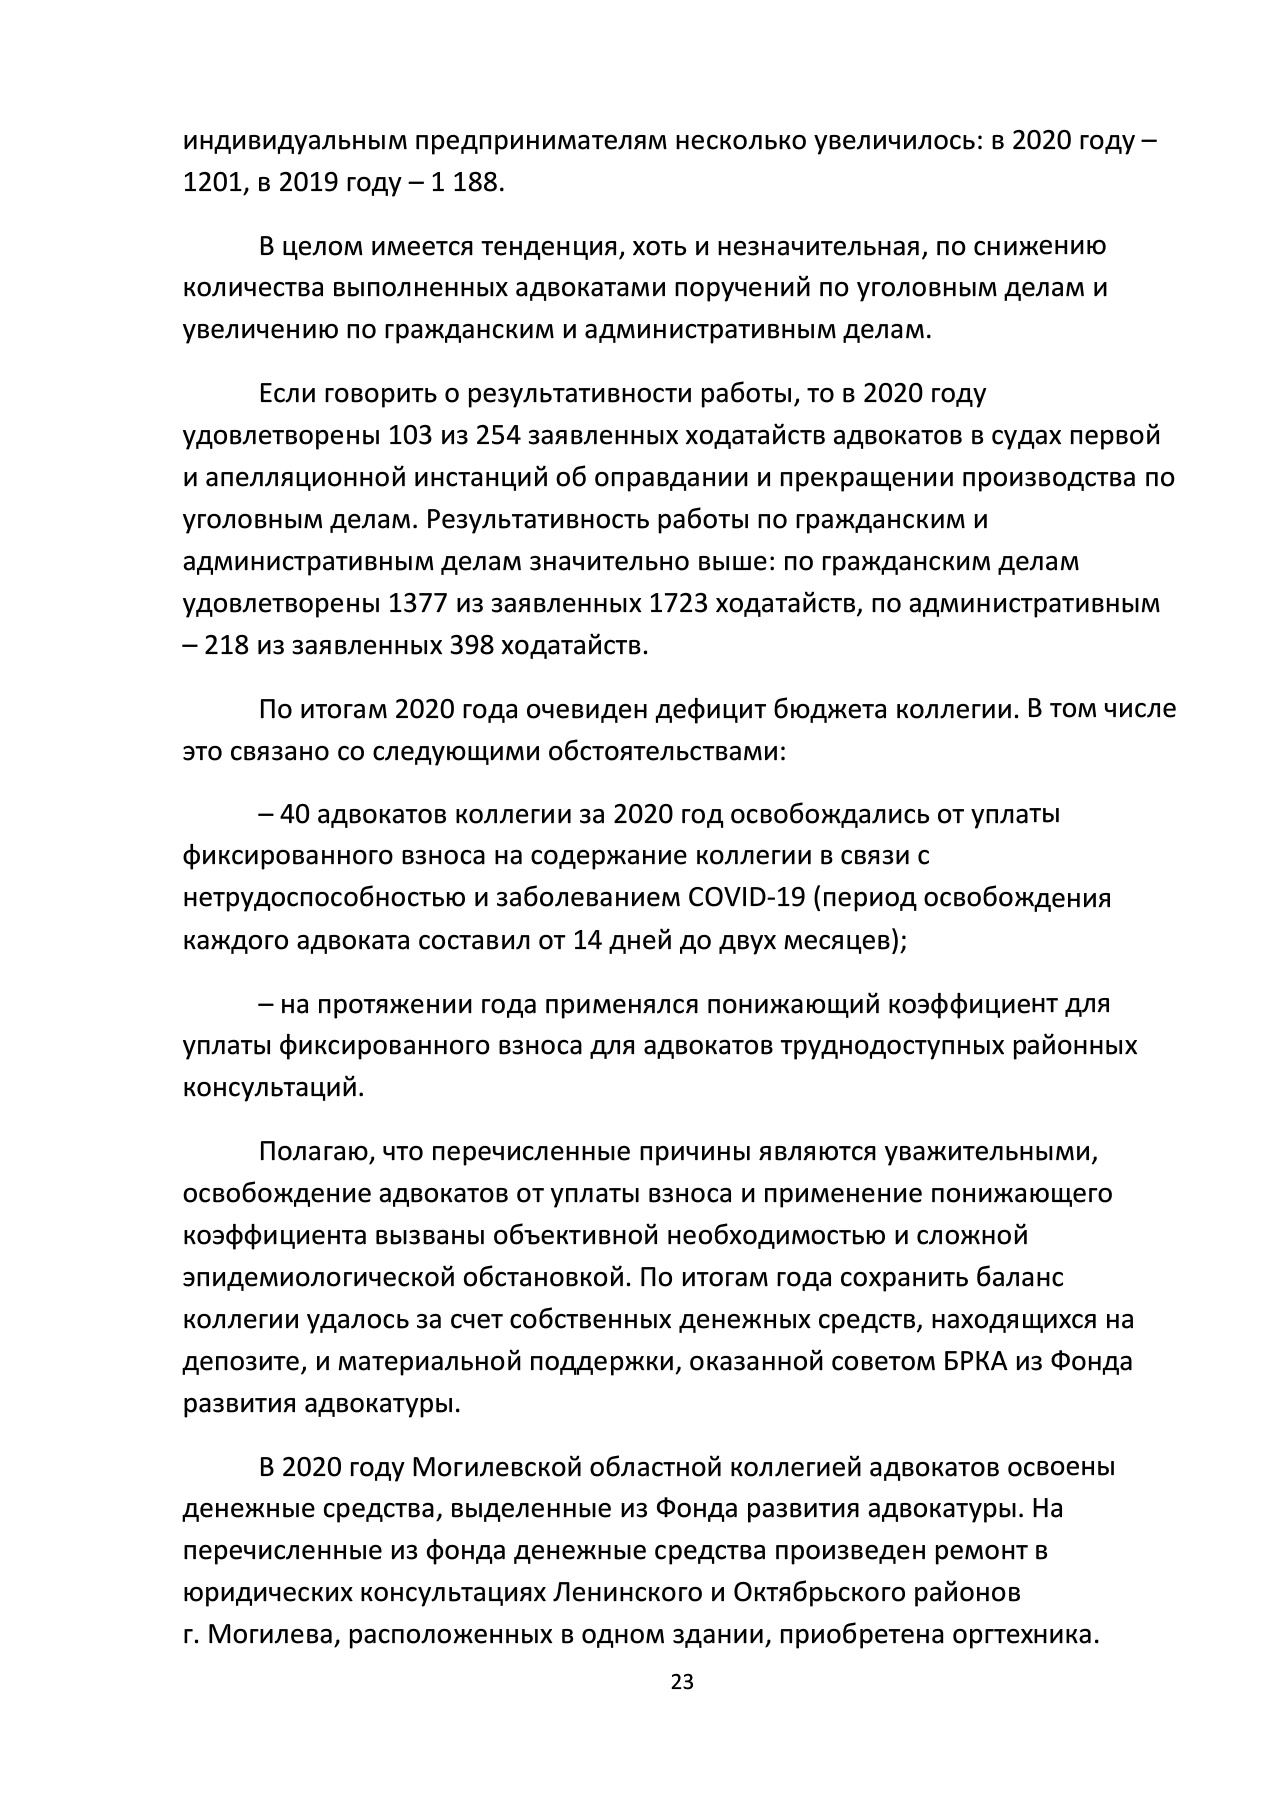 индивидуальным предпринимателям несколько увеличилось: в 2020 году –
1201, в 2019 году – 1 188.
В целом имеется тенденция, хоть и незначительная, по снижению
количества выполненных адвокатами поручений по уголовным делам и
увеличению по гражданским и административным делам.
Если говорить о результативности работы, то в 2020 году
удовлетворены 103 из 254 заявленных ходатайств адвокатов в судах первой
и апелляционной инстанций об оправдании и прекращении производства по
уголовным делам. Результативность работы по гражданским и
административным делам значительно выше: по гражданским делам
удовлетворены 1377 из заявленных 1723 ходатайств, по административным
– 218 из заявленных 398 ходатайств.
По итогам 2020 года очевиден дефицит бюджета коллегии. В том числе
это связано со следующими обстоятельствами:
– 40 адвокатов коллегии за 2020 год освобождались от уплаты
фиксированного взноса на содержание коллегии в связи с
нетрудоспособностью и заболеванием COVID-19 (период освобождения
каждого адвоката составил от 14 дней до двух месяцев);
– на протяжении года применялся понижающий коэффициент для
уплаты фиксированного взноса для адвокатов труднодоступных районных
консультаций.
Полагаю, что перечисленные причины являются уважительными,
освобождение адвокатов от уплаты взноса и применение понижающего
коэффициента вызваны объективной необходимостью и сложной
эпидемиологической обстановкой. По итогам года сохранить баланс
коллегии удалось за счет собственных денежных средств, находящихся на
депозите, и материальной поддержки, оказанной советом БРКА из Фонда
развития адвокатуры.
В 2020 году Могилевской областной коллегией адвокатов освоены
денежные средства, выделенные из Фонда развития адвокатуры. На
перечисленные из фонда денежные средства произведен ремонт в
юридических консультациях Ленинского и Октябрьского районов
г. Могилева, расположенных в одном здании, приобретена оргтехника.
23